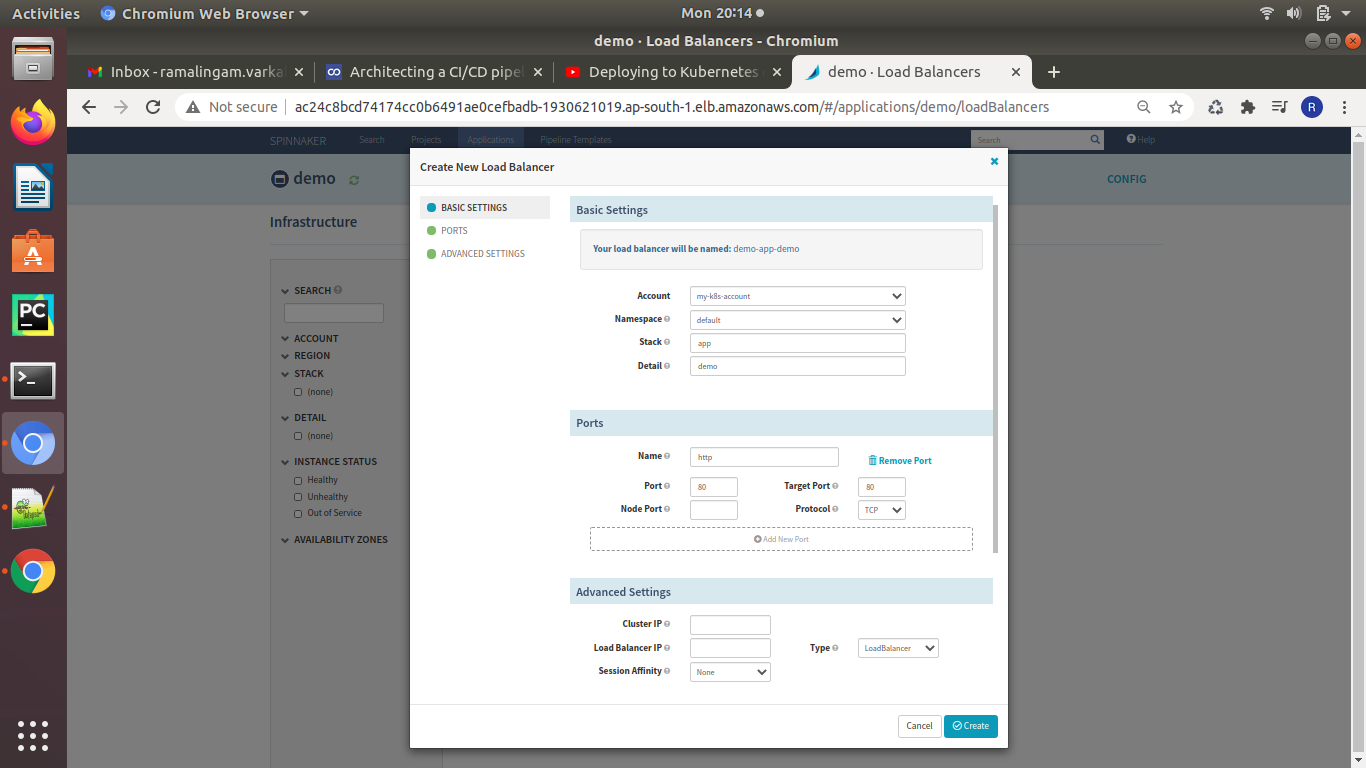 Activities
Chromium Web Browser
Mon 20:14
demo · Load Balancers - Chromium
Inbox - ramalingam.varka
Architecting a CI/CD pipel
Deploying to Kubernetes
demo · Load Balancers
Not secure
ac24c8bcd74174cc0b6491ae0cefbadb-1930621019.ap-south-1.elb.amazonaws.com/#/applications/demo/loadBalancers
R
SPINNAKER
Search
Projects
Applications
Pipeline Templates
Search
Help
demo
CONFIG
Infrastructure
SEARCH
ACCOUNT
REGION
STACK
(none)
DETAIL
(none)
INSTANCE STATUS
Healthy
Unhealthy
Out of Service
AVAILABILITY ZONES
Create New Load Balancer
BASIC SETTINGS
PORTS
ADVANCED SETTINGS
Basic Settings
Your load balancer will be named: demo-app-demo
Account my-k8s-account
Namespace default
Stack app
Detail demo
Ports
Name http
Remove Port
Port 80 Target Port 80
Node Port Protocol TCP
Add New Port
Advanced Settings
Cluster IP
Load Balancer IP Type LoadBalancer
Session Affinity None
Cancel
Create